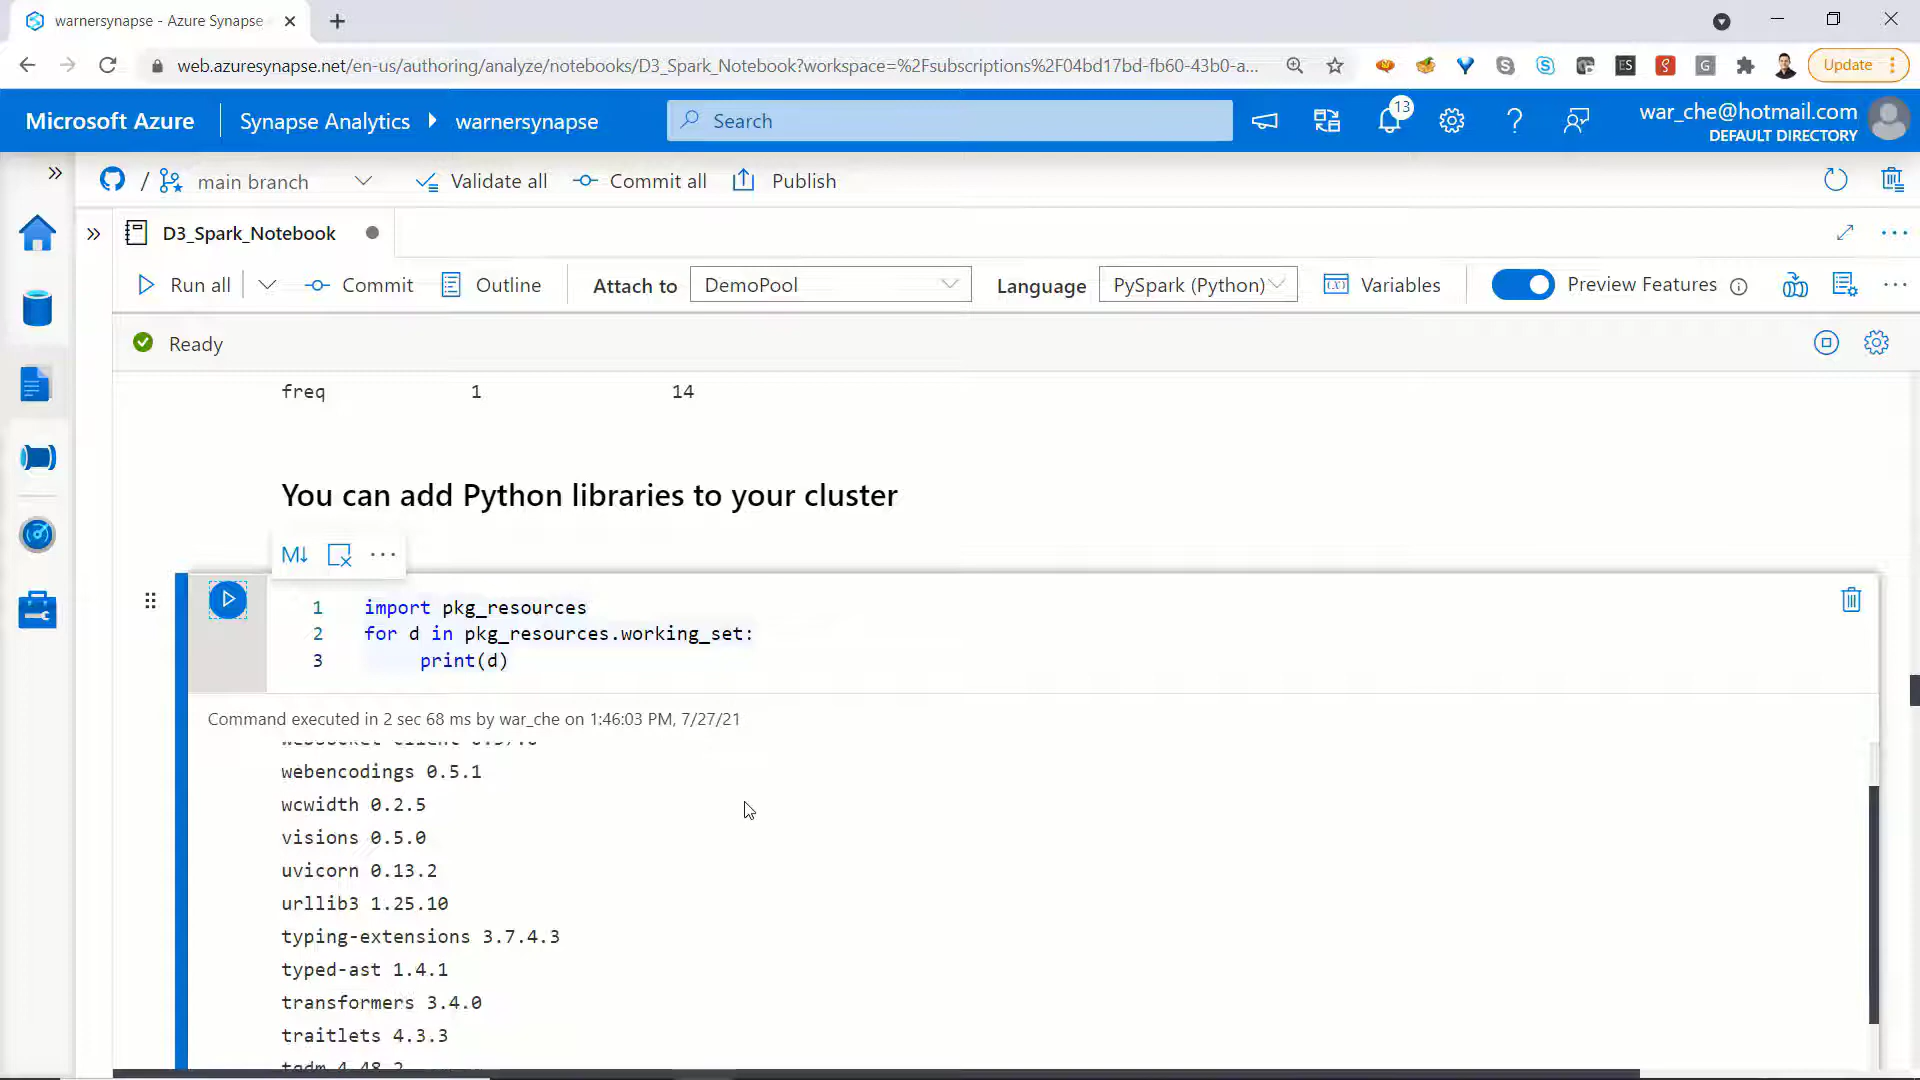 warnersynapse - Azure Synapse
web.azuresynapse.net/en-us/authoring/analyze/notebooks/D3_Spark_Notebook?workspace=%2Fsubscriptions%2F04bd17bd-fb60-43b0-a...
Update
Microsoft Azure
Synapse Analytics
warnersynapse
Search
13
war_che@hotmail.com
DEFAULT DIRECTORY
/ main branch
Validate all
Commit all
Publish
D3_Spark_Notebook
Run all
Commit
Outline
Attach to
DemoPool
Language
PySpark (Python)
Variables
Preview Features
Ready
freq 1 14
You can add Python libraries to your cluster
M↓
1 import pkg_resources
2 for d in pkg_resources.working_set:
3 print(d)
Command executed in 2 sec 68 ms by war_che on 1:46:03 PM, 7/27/21
webencodings 0.5.1
wcwidth 0.2.5
visions 0.5.0
uvicorn 0.13.2
urllib3 1.25.10
typing-extensions 3.7.4.3
typed-ast 1.4.1
transformers 3.4.0
traitlets 4.3.3
tqdm 4.48.2